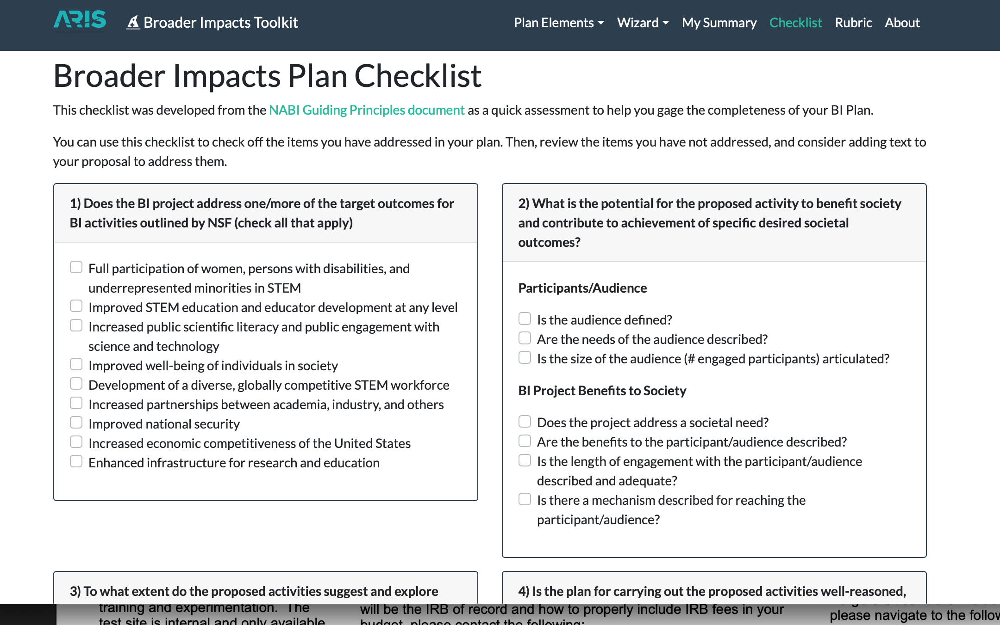 ARIS
Broader Impacts Toolkit
Plan Elements
Wizard
My Summary
Checklist
Rubric
About
Broader Impacts Plan Checklist
This checklist was developed from the NABI Guiding Principles document as a quick assessment to help you gage the completeness of your BI Plan.
You can use this checklist to check off the items you have addressed in your plan. Then, review the items you have not addressed, and consider adding text to
your proposal to address them.
1) Does the BI project address one/more of the target outcomes for
BI activities outlined by NSF (check all that apply)
Full participation of women, persons with disabilities, and
underrepresented minorities in STEM
Improved STEM education and educator development at any level
Increased public scientific literacy and public engagement with
science and technology
Improved well-being of individuals in society
Development of a diverse, globally competitive STEM workforce
Increased partnerships between academia, industry, and others
Improved national security
Increased economic competitiveness of the United States
Enhanced infrastructure for research and education
2) What is the potential for the proposed activity to benefit society
and contribute to achievement of specific desired societal
outcomes?
Participants/Audience
Is the audience defined?
Are the needs of the audience described?
Is the size of the audience (# engaged participants) articulated?
BI Project Benefits to Society
Does the project address a societal need?
Are the benefits to the participant/audience described?
Is the length of engagement with the participant/audience
described and adequate?
Is there a mechanism described for reaching the
participant/audience?
3) To what extent do the proposed activities suggest and explore
4) Is the plan for carrying out the proposed activities well-reasoned,
training and experimentation. The
test site is internal and only available
will be the IRB of record and how to properly include IRB fees in your
budget, please contact the following:
please navigate to the follow